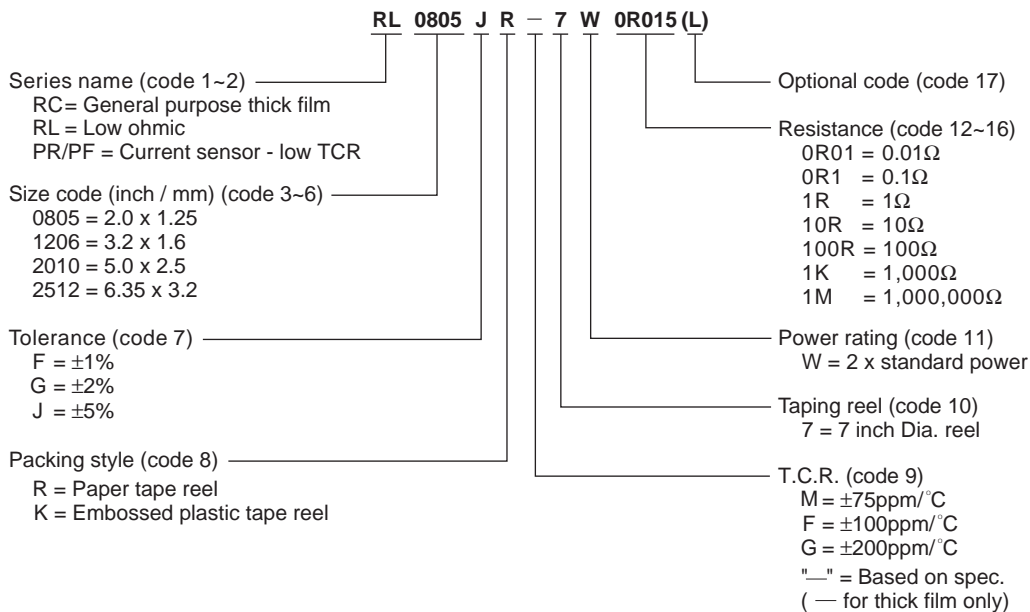 RL 0805 J R — 7 W 0R015 (L)
Series name (code 1~2)
RC= General purpose thick film
RL = Low ohmic
PR/PF = Current sensor - low TCR
Size code (inch / mm) (code 3~6)
0805 = 2.0 x 1.25
1206 = 3.2 x 1.6
2010 = 5.0 x 2.5
2512 = 6.35 x 3.2
Tolerance (code 7)
F = ±1%
G = ±2%
J = ±5%
Packing style (code 8)
R = Paper tape reel
K = Embossed plastic tape reel
Optional code (code 17)
Resistance (code 12~16)
0R01 = 0.01Ω
0R1 = 0.1Ω
1R = 1Ω
10R = 10Ω
100R = 100Ω
1K = 1,000Ω
1M = 1,000,000Ω
Power rating (code 11)
W = 2 x standard power
Taping reel (code 10)
7 = 7 inch Dia. reel
T.C.R. (code 9)
M = ±75ppm/°C
F = ±100ppm/°C
G = ±200ppm/°C
"—" = Based on spec.
( — for thick film only)